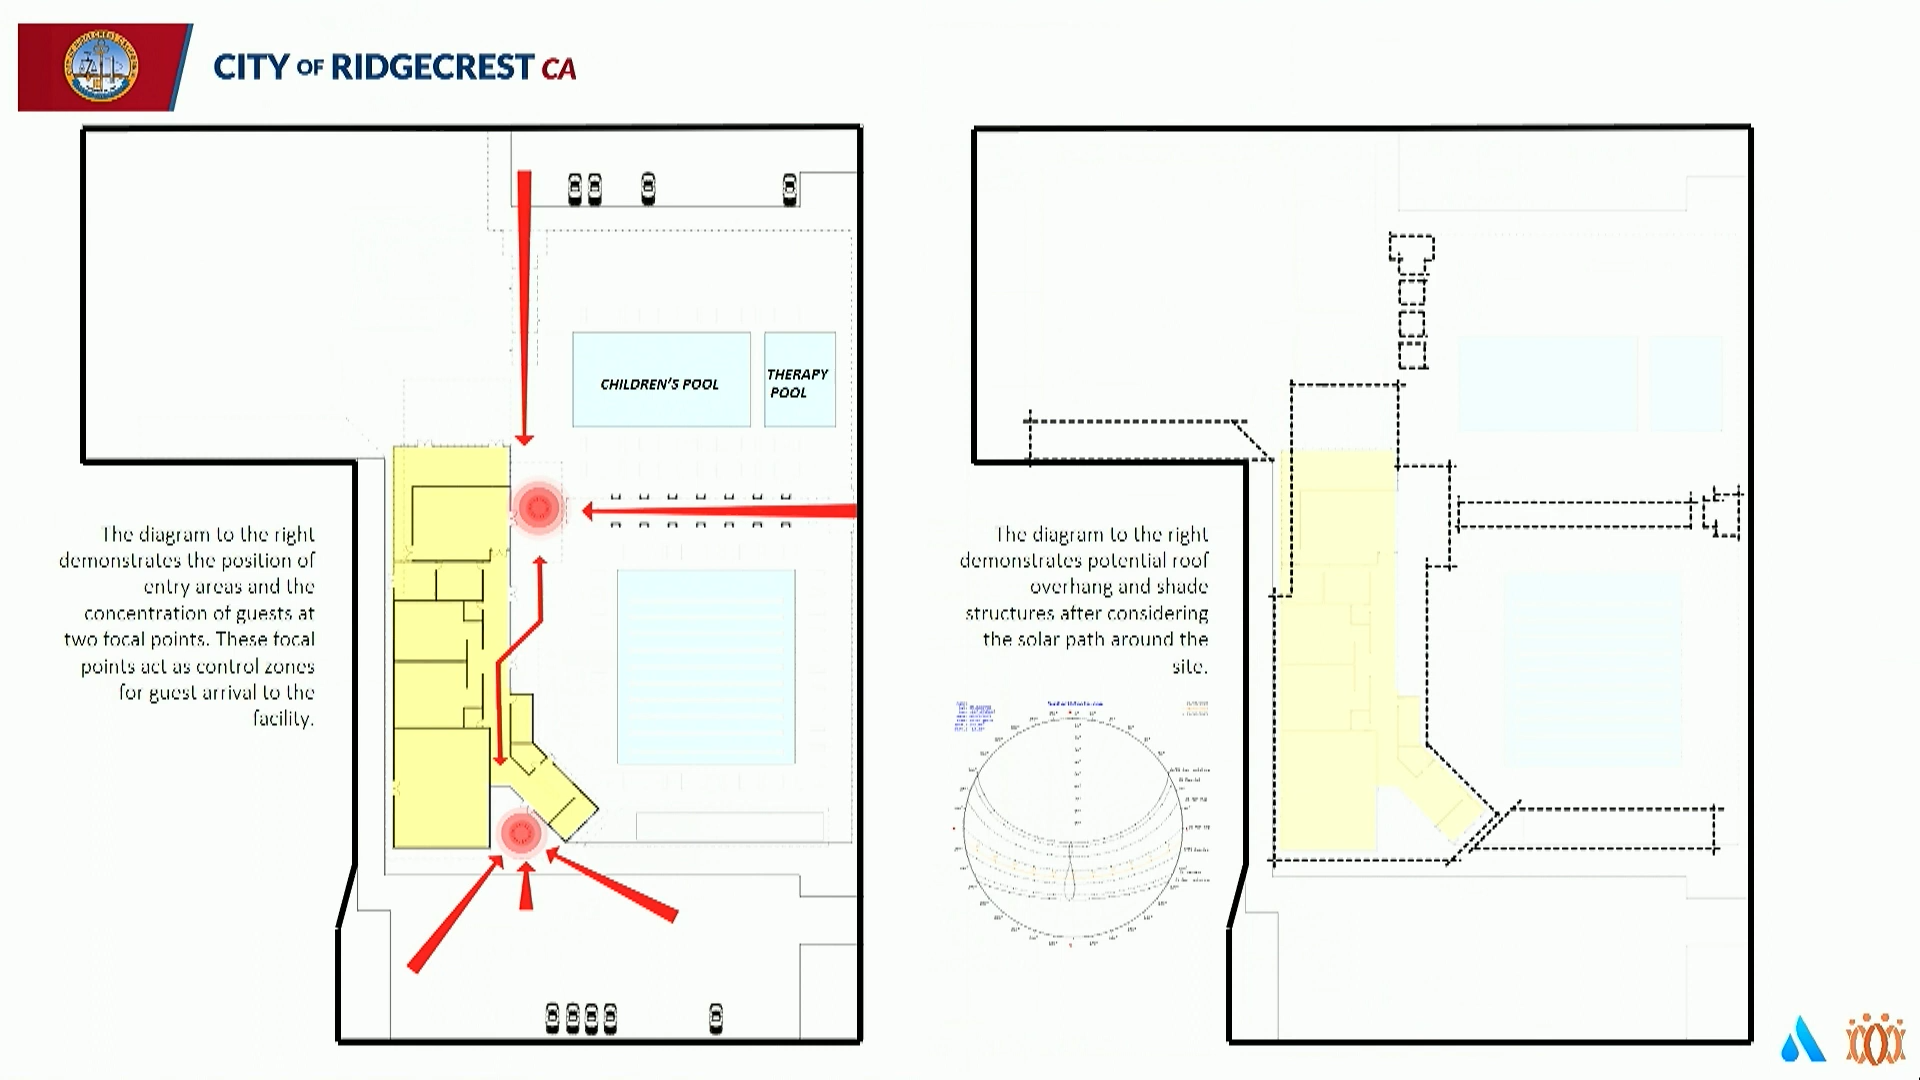 CITY OF RIDGECREST CA
CHILDREN'S POOL
THERAPY
POOL
The diagram to the right
demonstrates the position of
entry areas and the
concentration of guests at
two focal points. These focal
points act as control zones
for guest arrival to the
facility.
The diagram to the right
demonstrates potential roof
overhang and shade
structures after considering
the solar path around the
site.